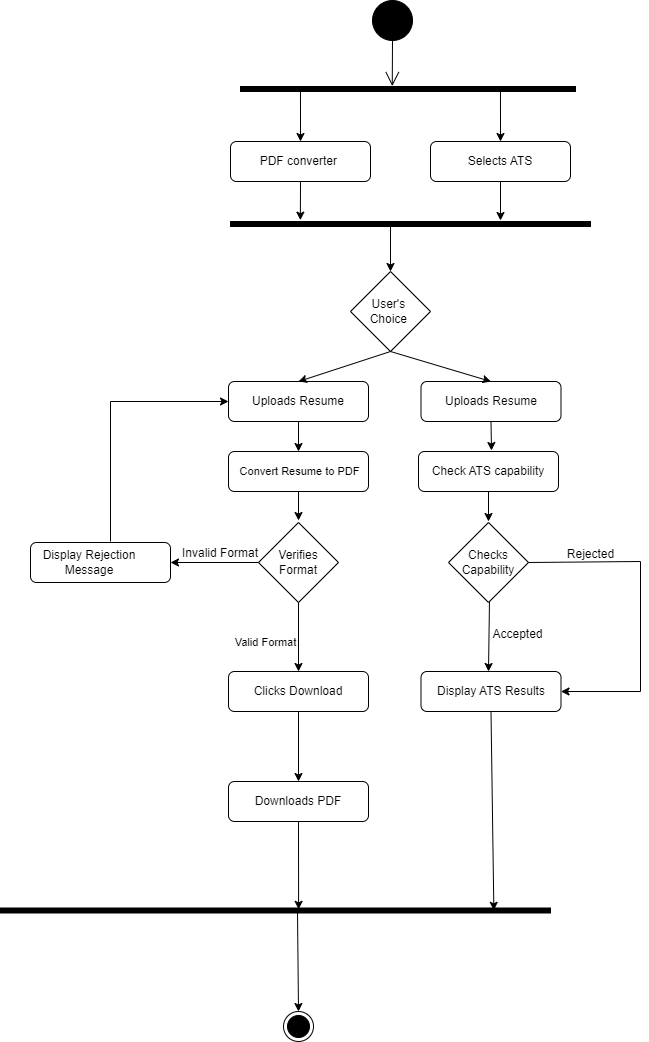 PDF converter
Selects ATS
User's
Choice
Uploads Resume
Uploads Resume
Convert Resume to PDF
Check ATS capability
Display Rejection
Message
Invalid Format
Verifies
Format
Checks
Capability
Rejected
Valid Format
Accepted
Clicks Download
Display ATS Results
Downloads PDF